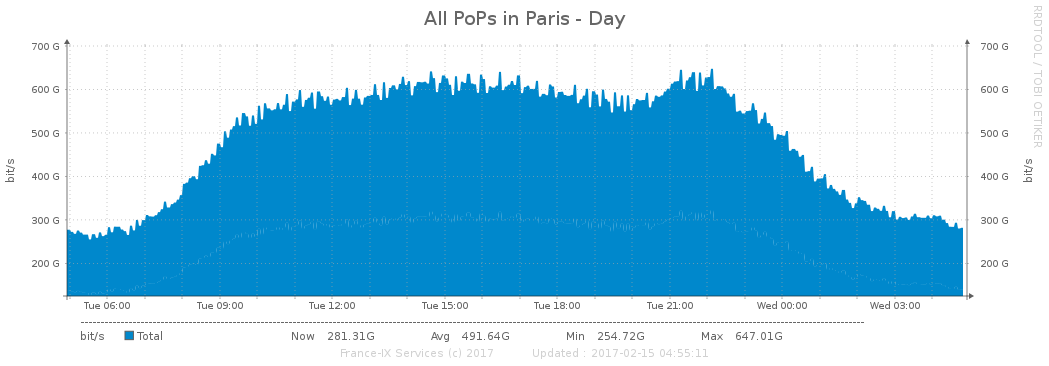 All PoPs in Paris - Day
RRDTOOL / TOBI OETIKER
700 G 700 G
600 G 600 G
500 G 500 G
400 G 400 G
300 G 300 G
200 G 200 G
bit/s bit/s
Tue 06:00 Tue 09:00 Tue 12:00 Tue 15:00 Tue 18:00 Tue 21:00 Wed 00:00 Wed 03:00
bit/s Total Now 281.31G Avg 491.64G Min 254.72G Max 647.01G
France-IX Services (c) 2017 Updated : 2017-02-15 04:55:11